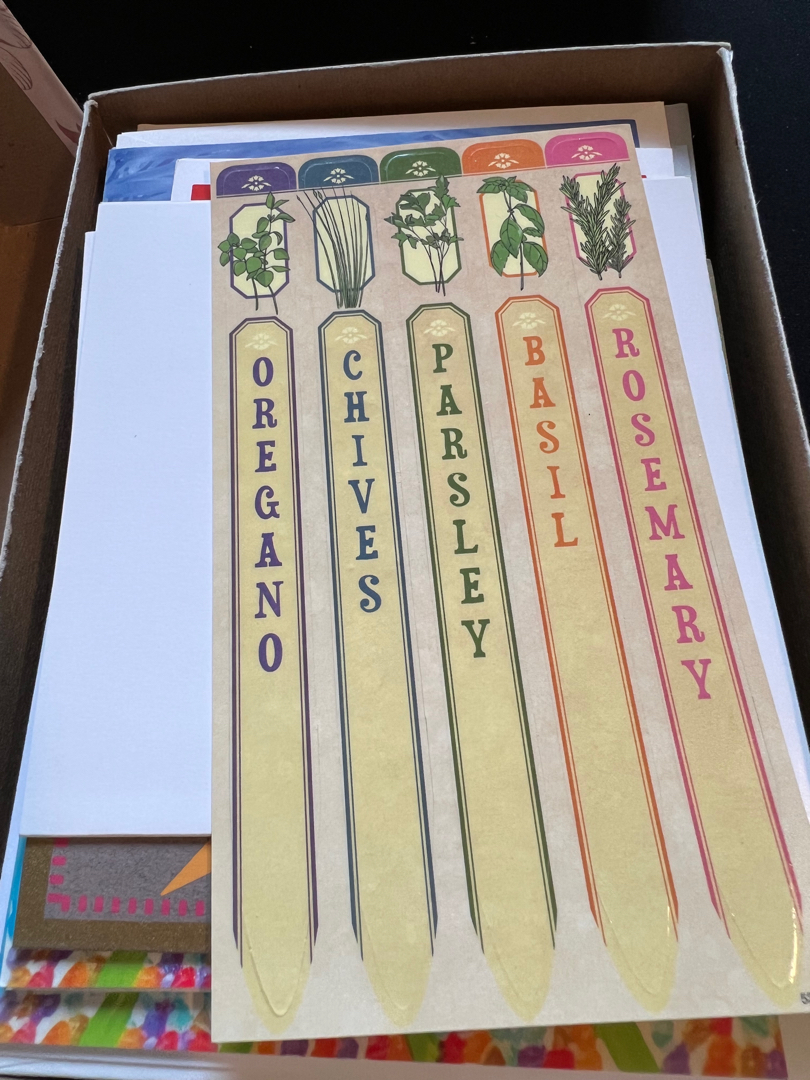 OREGANO
CHIVES
PARSLEY
BASIL
ROSEMARY